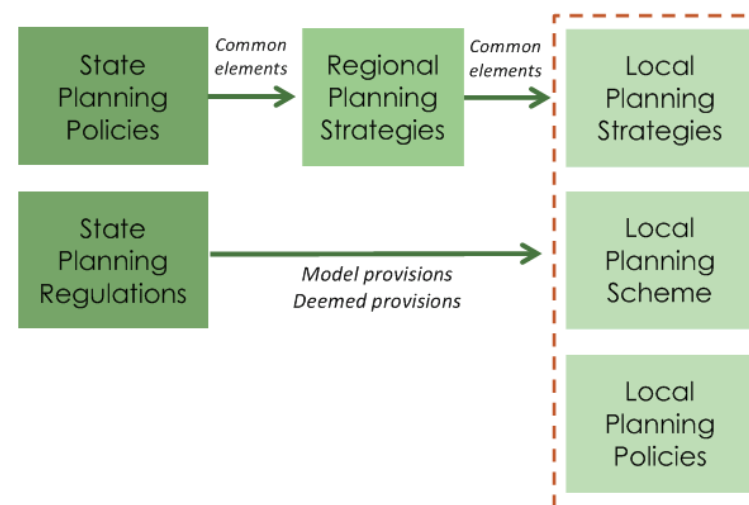 State
Planning
Policies
Common
elements
Regional
Planning
Strategies
Common
elements
Local
Planning
Strategies
State
Planning
Regulations
Model provisions
Deemed provisions
Local
Planning
Scheme
Local
Planning
Policies